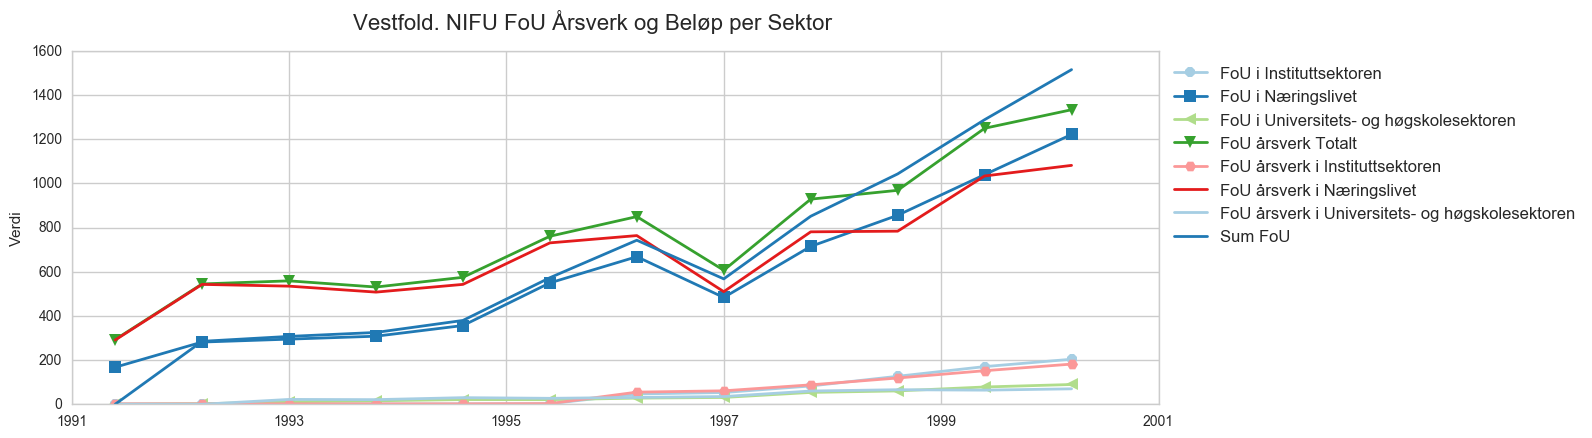 Vestfold. NIFU FoU Årsverk og Beløp per Sektor
Verdi
1600
1400
1200
1000
800
600
400
200
0
1991
1993
1995
1997
1999
2001
FoU i Instituttsektoren
FoU i Næringslivet
FoU i Universitets- og høgskolesektoren
FoU årsverk Totalt
FoU årsverk i Instituttsektoren
FoU årsverk i Næringslivet
FoU årsverk i Universitets- og høgskolesektoren
Sum FoU